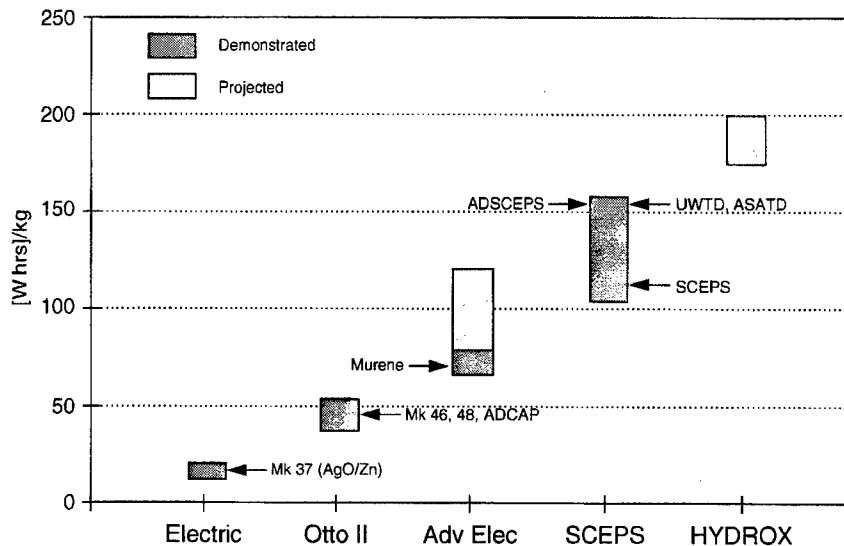 250
200
150
100
50
0
[W hrs]/kg
Demonstrated
Projected
ADSCEPS
UWTD, ASATD
SCEPS
Murene
Mk 46, 48, ADCAP
Mk 37 (AgO/Zn)
Electric
Otto II
Adv Elec
SCEPS
HYDROX